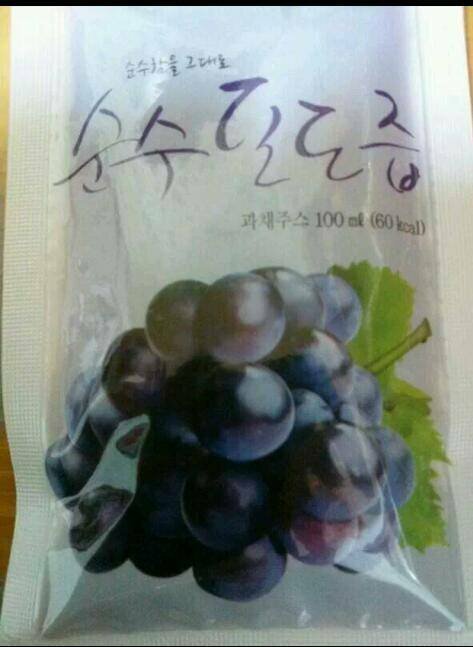 순수함을 그대로
순수 포도즙
과채주스 100 ㎖ (60 kcal)